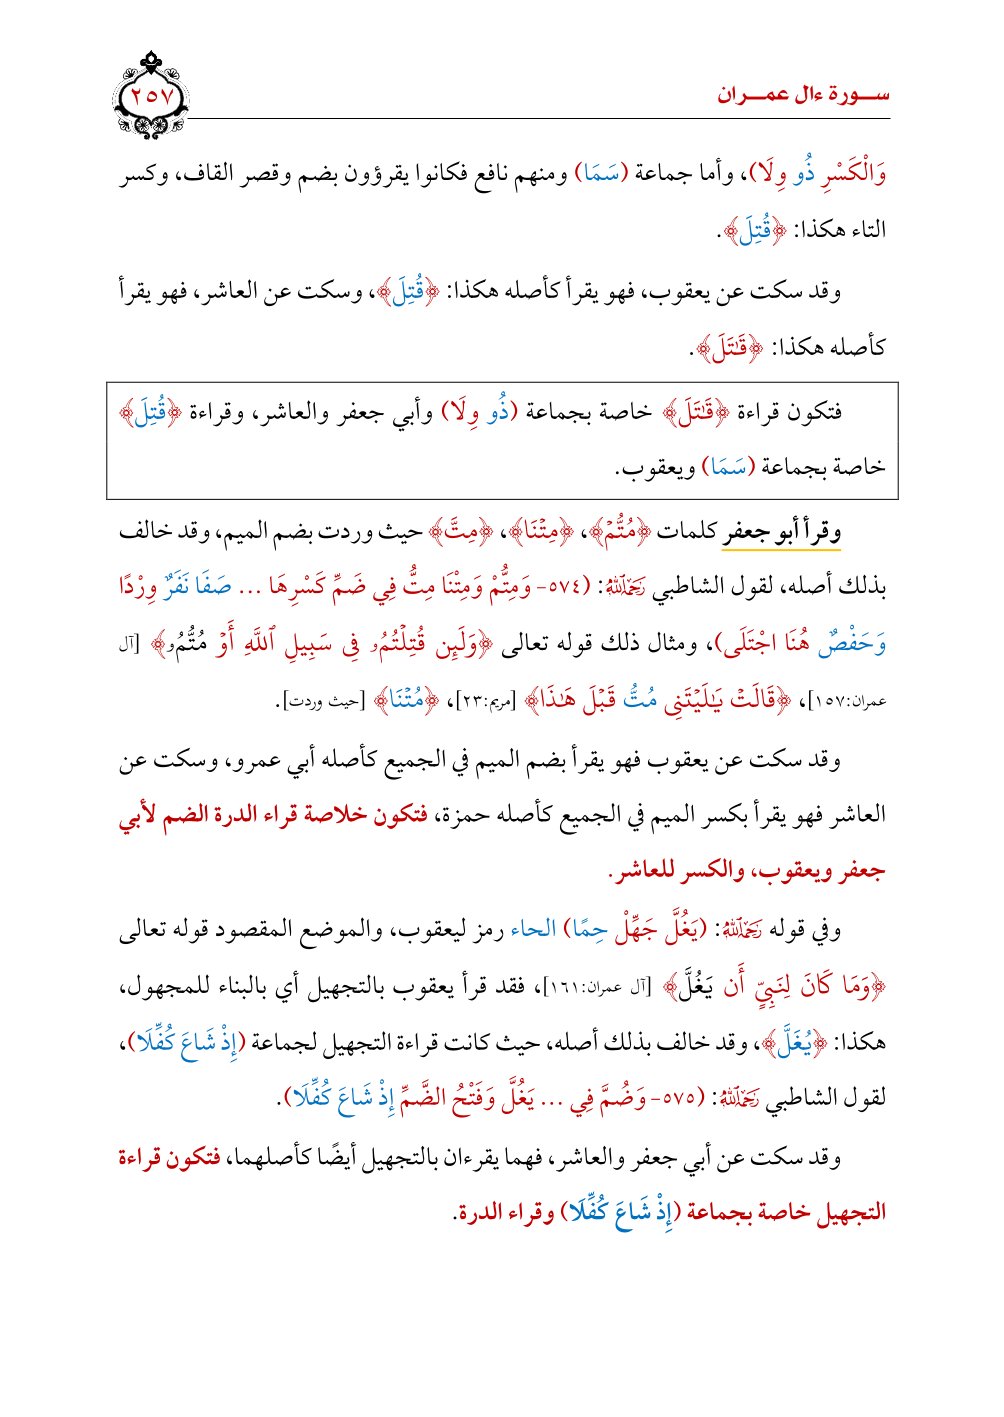 سـورة ءال عمـران
٢٥٧
وَالْكَسْرِ ذُو وِلَا)، وأما جماعة (سَمَا) ومنهم نافع فكانوا يقرؤون بضم وقصر القاف، وكسر
التاء هكذا: ﴿قُتِلَ﴾.
وقد سكت عن يعقوب، فهو يقرأ كأصله هكذا: ﴿قُتِلَ﴾، وسكت عن العاشر، فهو يقرأ
كأصله هكذا: ﴿قَـٰتَلَ﴾.
فتكون قراءة ﴿قَـٰتَلَ﴾ خاصة بجماعة (ذُو وِلَا) وأبي جعفر والعاشر، وقراءة ﴿قُتِلَ﴾
خاصة بجماعة (سَمَا) ويعقوب.
وقرأ أبو جعفر كلمات ﴿مُتُّمْ﴾، ﴿مِتْنَا﴾، ﴿مِتَّ﴾ حيث وردت بضم الميم، وقد خالف
بذلك أصله، لقول الشاطبي رَحِمَهُ ٱللَّهُ: (٥٧٤- وَمِتُّمْ وَمِتْنَا مِتُّ فِي ضَمِّ كَسْرِهَا ... صَفَا نَفَرٌ وِرْدًا
وَحَفْصٌ هُنَا اجْتَلَى)، ومثال ذلك قوله تعالى ﴿وَلَئِن قُتِلْتُمُۥ فِي سَبِيلِ ٱللَّهِ أَوْ مُتُّمُۥ﴾ [آل
عمران:١٥٧]، ﴿قَالَتْ يَـٰلَيْتَنِي مُتُّ قَبْلَ هَـٰذَا﴾ [مريم:٢٣]، ﴿مُتْنَا﴾ [حيث وردت].
وقد سكت عن يعقوب فهو يقرأ بضم الميم في الجميع كأصله أبي عمرو، وسكت عن
العاشر فهو يقرأ بكسر الميم في الجميع كأصله حمزة، فتكون خلاصة قراء الدرة الضم لأبي
جعفر ويعقوب، والكسر للعاشر.
وفي قوله رَحِمَهُ ٱللَّهُ: (يَغُلَّ جَهِّلْ حِمًا) الحاء رمز ليعقوب، والموضع المقصود قوله تعالى
﴿وَمَا كَانَ لِنَبِيٍّ أَن يَغُلَّ﴾ [آل عمران:١٦١]، فقد قرأ يعقوب بالتجهيل أي بالبناء للمجهول،
هكذا: ﴿يُغَلَّ﴾، وقد خالف بذلك أصله، حيث كانت قراءة التجهيل لجماعة (إِذْ شَاعَ كُفِّلَا)،
لقول الشاطبي رَحِمَهُ ٱللَّهُ: (٥٧٥- وَضُمَّ فِي ... يَغُلَّ وَفَتْحُ الضَّمِّ إِذْ شَاعَ كُفِّلَا).
وقد سكت عن أبي جعفر والعاشر، فهما يقرءان بالتجهيل أيضًا كأصلهما، فتكون قراءة
التجهيل خاصة بجماعة (إِذْ شَاعَ كُفِّلَا) وقراء الدرة.